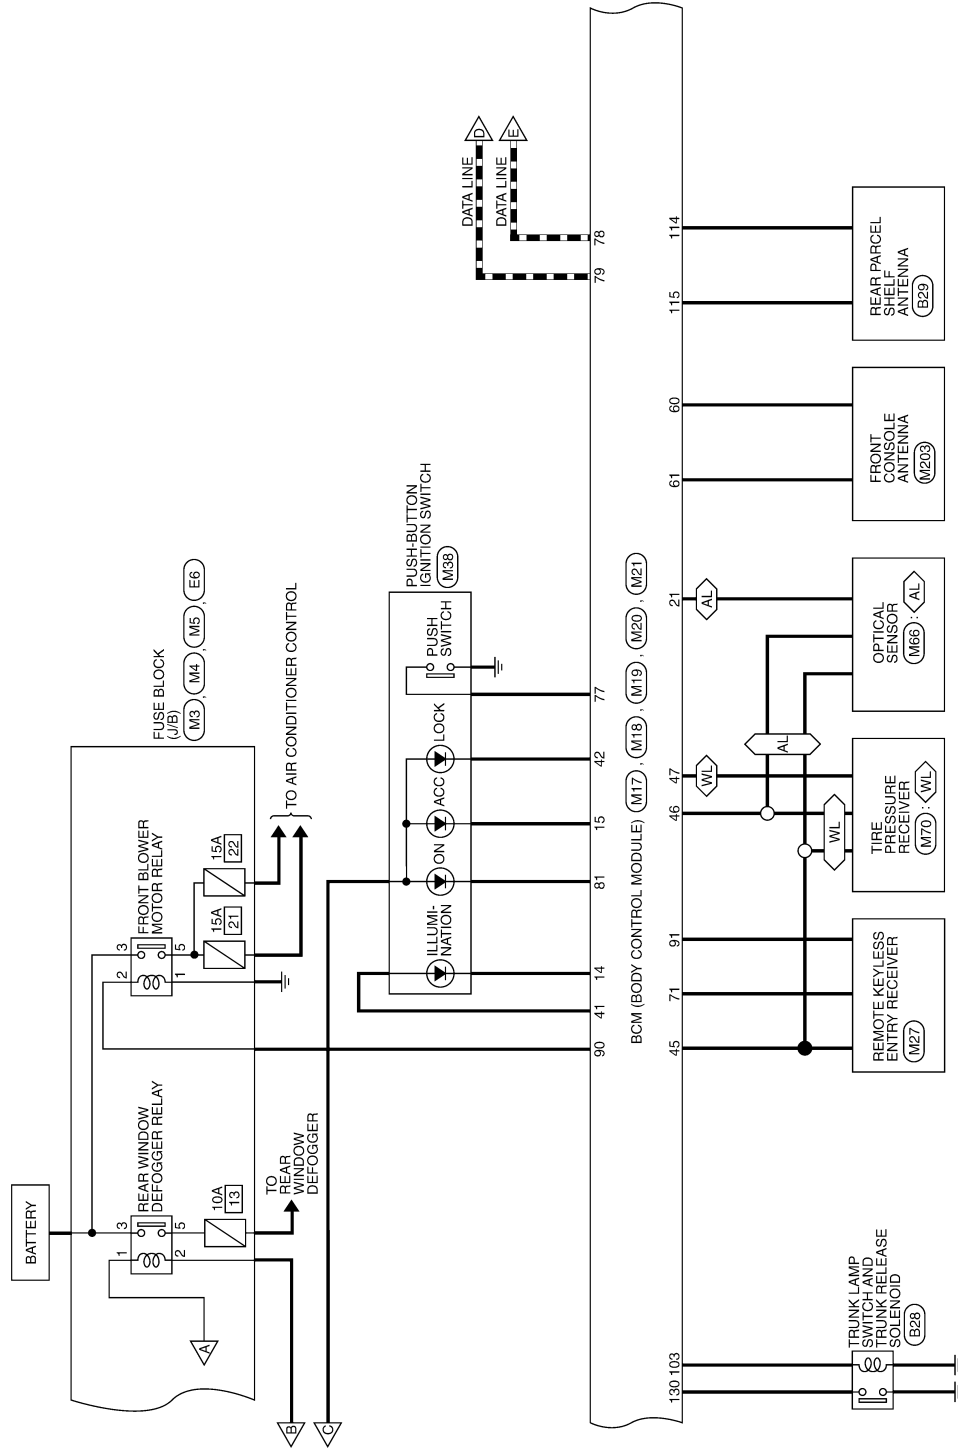 BATTERY
FUSE BLOCK
(J/B)
M3 , M4 , M5 , E6
REAR WINDOW
DEFOGGER RELAY
1
3
2
5
10A
13
A
TO
REAR
WINDOW
DEFOGGER
B
C
FRONT BLOWER
MOTOR RELAY
2
3
1
5
15A
21
15A
22
TO AIR CONDITIONER CONTROL
PUSH-BUTTON
IGNITION SWITCH
M38
ILLUMI-
NATION
ON
ACC
LOCK
PUSH
SWITCH
DATA LINE
D
DATA LINE
E
90
41
14
81
15
42
77
79
78
BCM (BODY CONTROL MODULE) M17 , M18 , M19 , M20 , M21
130
103
45
71
91
46
47
21
61
60
115
114
WL
AL
AL
WL
TRUNK LAMP
SWITCH AND
TRUNK RELEASE
SOLENOID
B28
REMOTE KEYLESS
ENTRY RECEIVER
M27
TIRE
PRESSURE
RECEIVER
M70 : WL
OPTICAL
SENSOR
M66 : AL
FRONT
CONSOLE
ANTENNA
M203
REAR PARCEL
SHELF
ANTENNA
B29